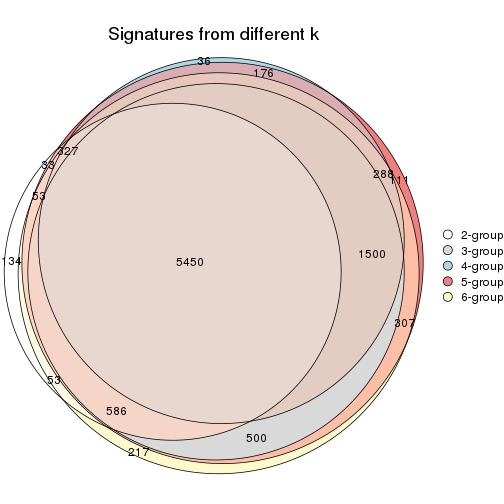 Signatures from different k
36
176
327
33
288
111
53
134
5450
1500
307
53
586
500
217
2-group
3-group
4-group
5-group
6-group